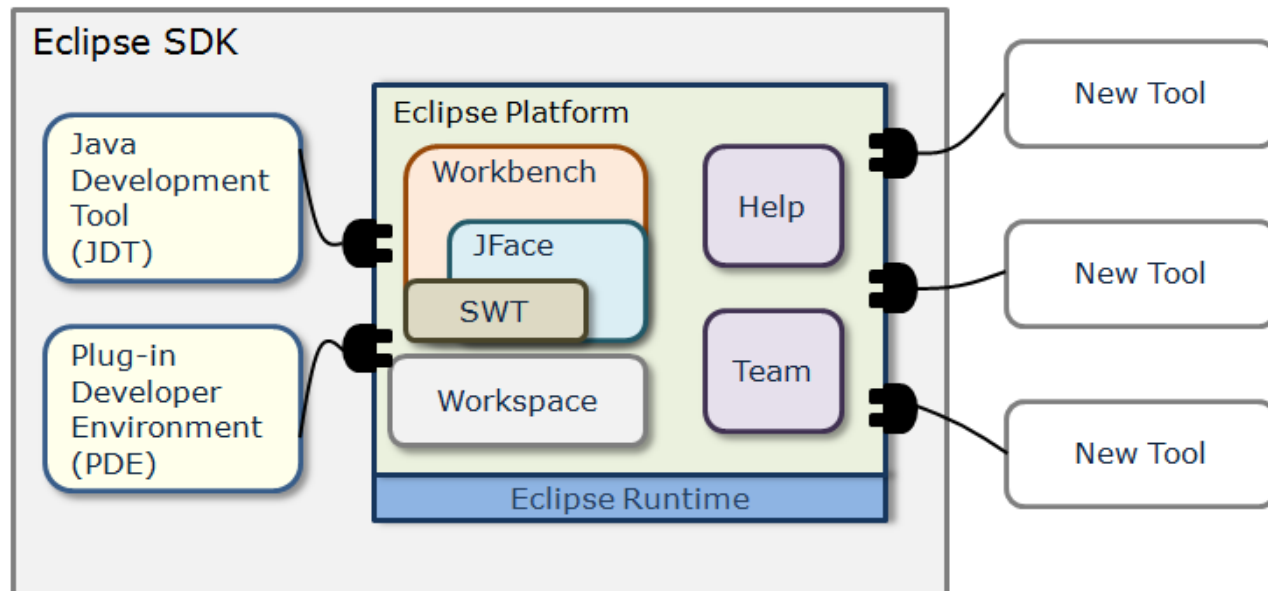 Eclipse SDK
Java
Development
Tool
(JDT)
Plug-in
Developer
Environment
(PDE)
Eclipse Platform
Workbench
JFace
SWT
Workspace
Help
Team
Eclipse Runtime
New Tool
New Tool
New Tool